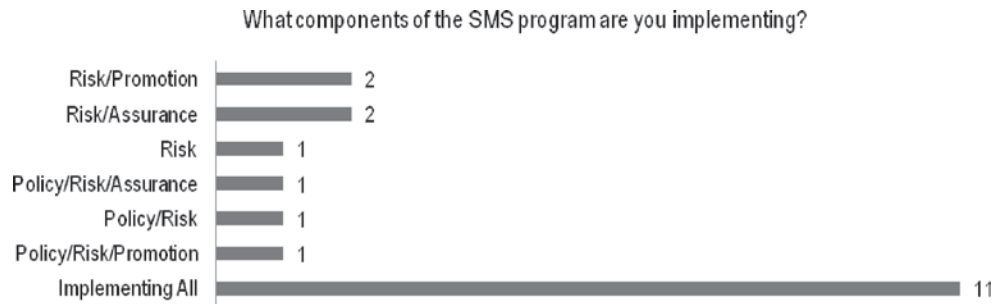 What components of the SMS program are you implementing?
Risk/Promotion 2
Risk/Assurance 2
Risk 1
Policy/Risk/Assurance 1
Policy/Risk 1
Policy/Risk/Promotion 1
Implementing All 11